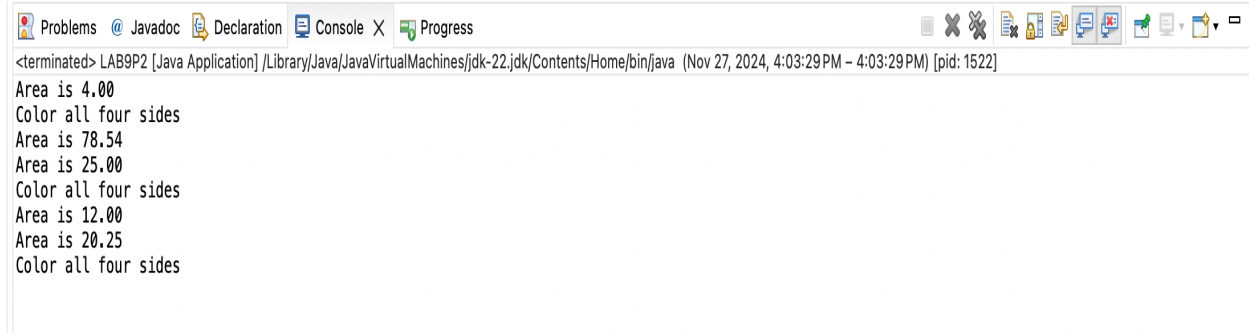 Problems @ Javadoc Declaration Console X Progress
<terminated> LAB9P2 [Java Application] /Library/Java/JavaVirtualMachines/jdk-22.jdk/Contents/Home/bin/java (Nov 27, 2024, 4:03:29 PM – 4:03:29 PM) [pid: 1522]
Area is 4.00
Color all four sides
Area is 78.54
Area is 25.00
Color all four sides
Area is 12.00
Area is 20.25
Color all four sides